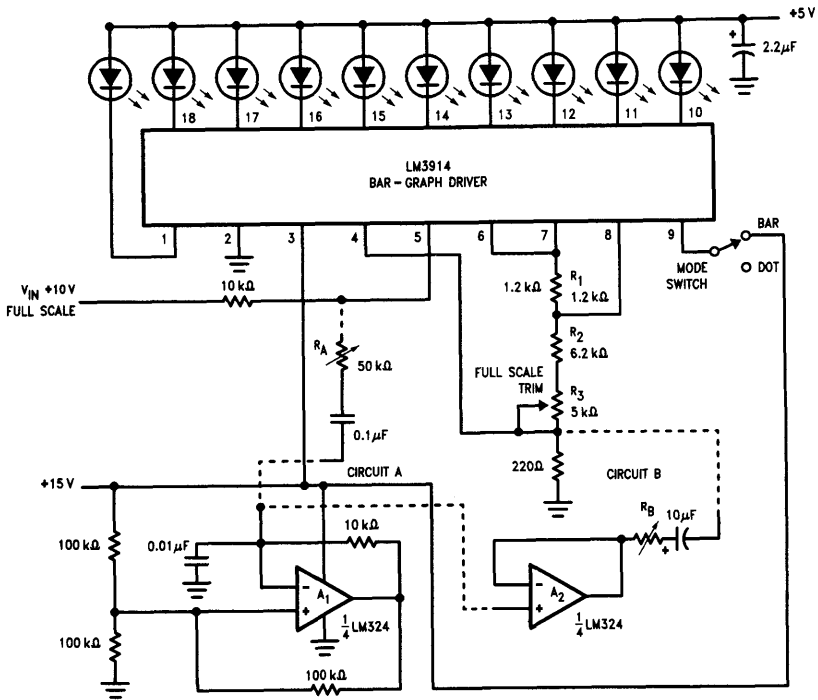 +5 V
+
2.2μF
18
17
16
15
14
13
12
11
10
LM3914
BAR-GRAPH DRIVER
1
2
3
4
5
6
7
8
9
BAR
MODE
SWITCH
DOT
VIN +10 V
FULL SCALE
10 kΩ
1.2 kΩ
R1
1.2 kΩ
R2
6.2 kΩ
RA
50 kΩ
FULL SCALE
TRIM
R3
5 kΩ
0.1μF
CIRCUIT A
220Ω
CIRCUIT B
+15 V
RB
10μF
+
100 kΩ
0.01μF
10 kΩ
-
A1
+
1/4 LM324
-
A2
+
1/4 LM324
100 kΩ
100 kΩ